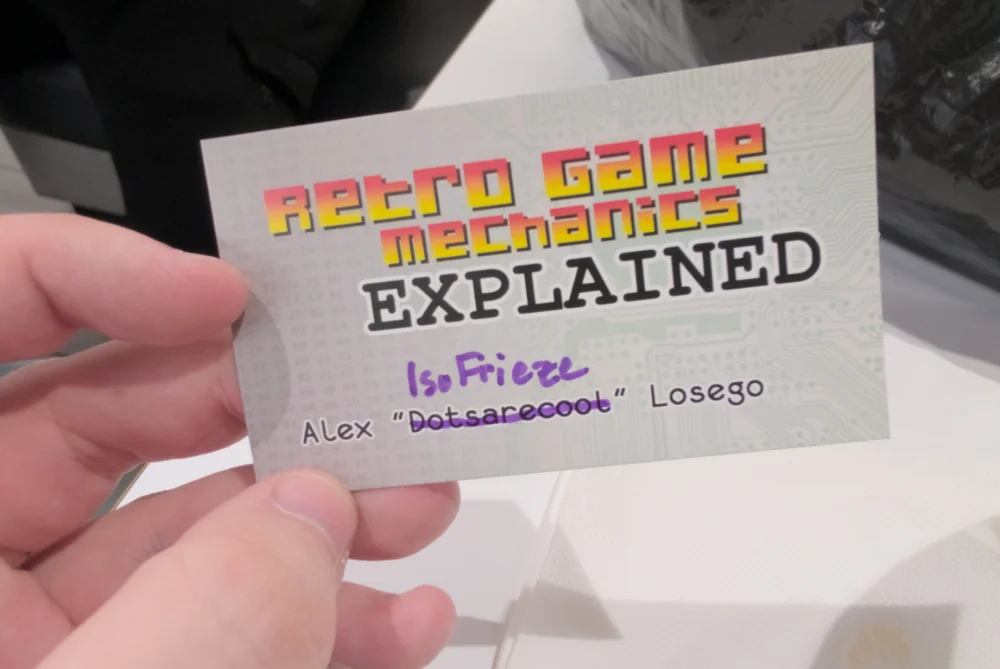 Retro Game
mechanics
EXPLAINED
IsoFrieze
Alex "Dotsarecool" Losego